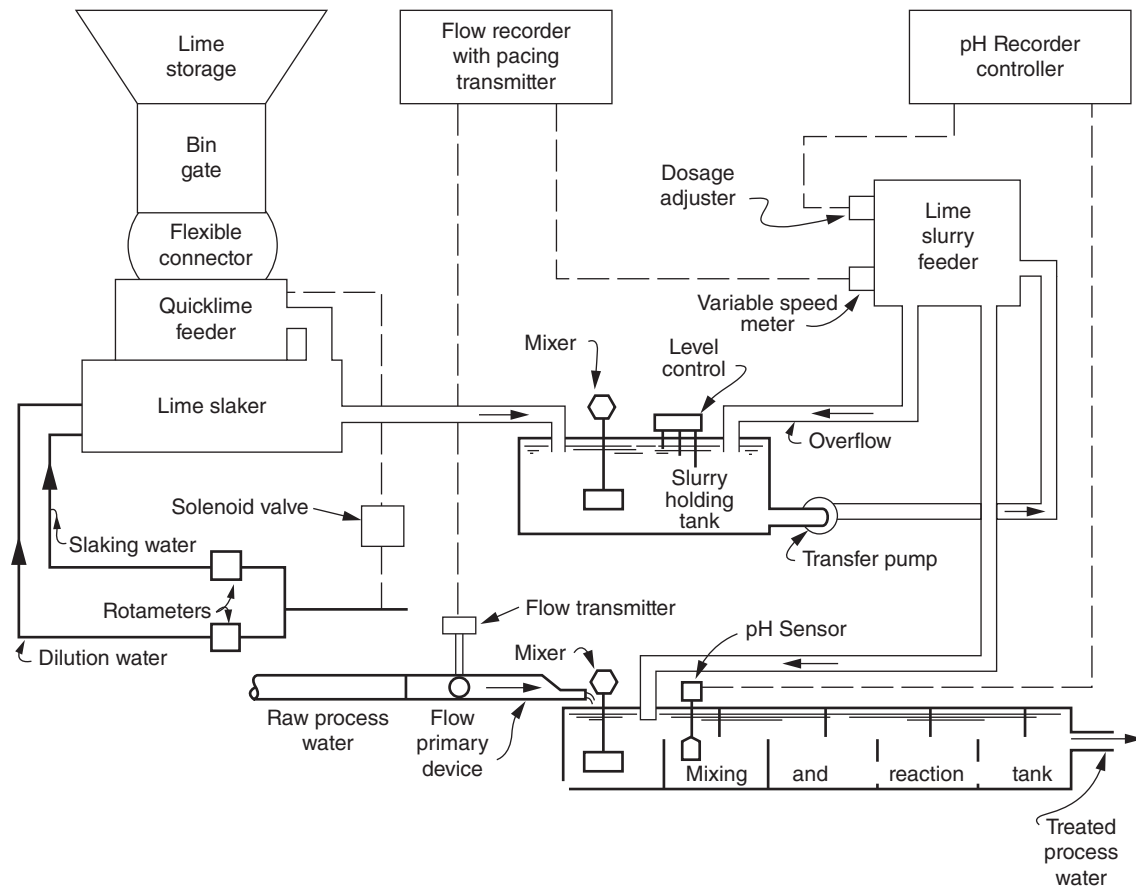 Lime
storage
Bin
gate
Flexible
connector
Quicklime
feeder
Lime slaker
Flow recorder
with pacing
transmitter
pH Recorder
controller
Dosage
adjuster
Lime
slurry
feeder
Variable speed
meter
Mixer
Level
control
Overflow
Slurry
holding
tank
Transfer pump
Solenoid valve
Slaking water
Rotameters
Dilution water
Flow transmitter
pH Sensor
Mixer
Raw process
water
Flow
primary
device
Mixing and reaction tank
Treated
process
water